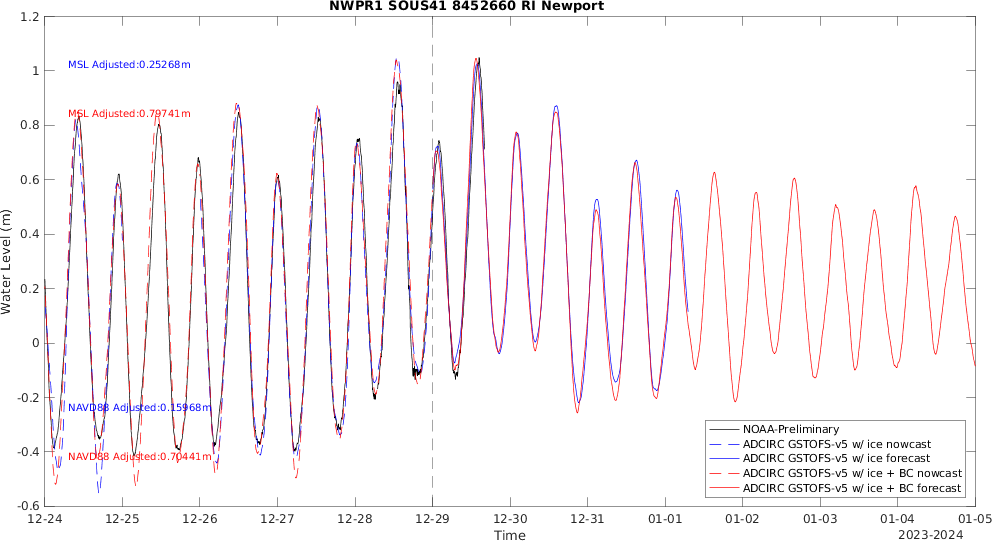 NWPR1 SOUS41 8452660 RI Newport
1.2
1
0.8
0.6
0.4
0.2
0
-0.2
-0.4
-0.6
Water Level (m)
MSL Adjusted:0.25268m
MSL Adjusted:0.79741m
NAVD88 Adjusted:0.15968m
NAVD88 Adjusted:0.70441m
NOAA-Preliminary
ADCIRC GSTOFS-v5 w/ ice nowcast
ADCIRC GSTOFS-v5 w/ ice forecast
ADCIRC GSTOFS-v5 w/ ice + BC nowcast
ADCIRC GSTOFS-v5 w/ ice + BC forecast
12-24 12-25 12-26 12-27 12-28 12-29 12-30 12-31 01-01 01-02 01-03 01-04 01-05
Time
2023-2024